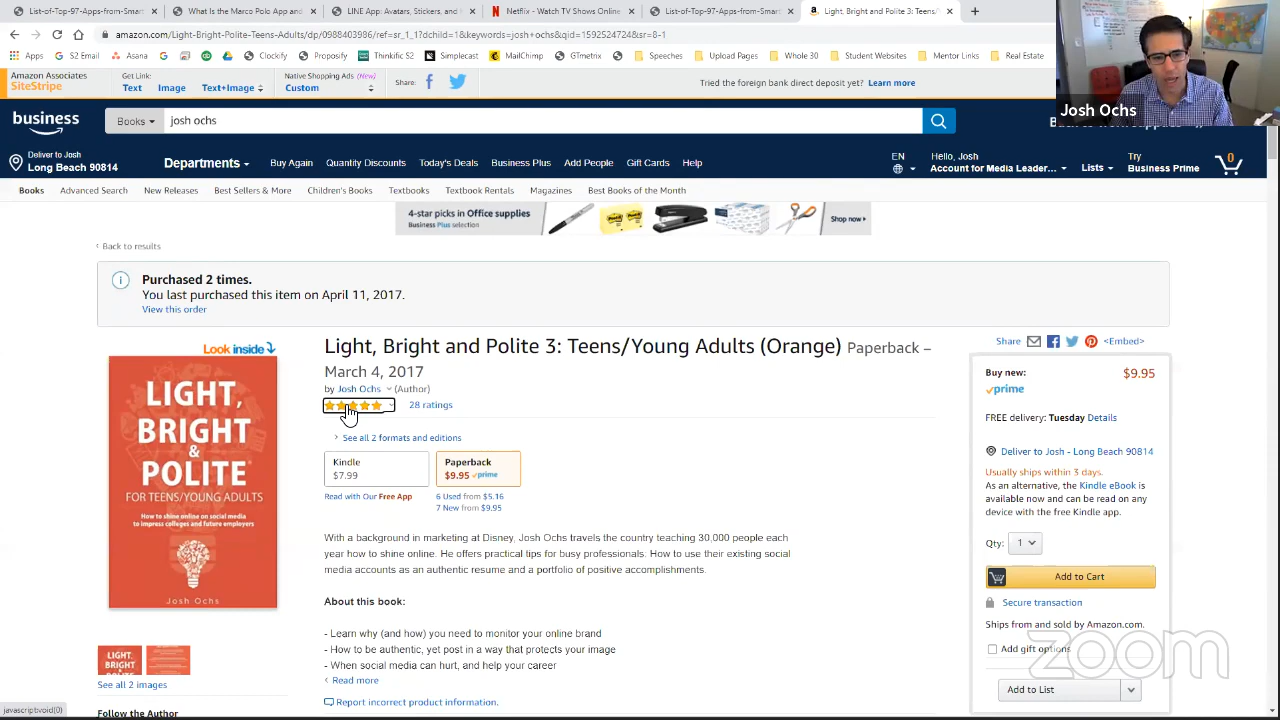 List-of-Top-97-Apps-from-Smart
What Is the Marco Polo App and
LINE App: Avatars, Stickers, and
Netflix - Watch TV Shows Online
List-of-Top-97-Apps-from-Smart
Light, Bright and Polite 3: Teens/
amazon.com/Light-Bright-Polite-Teens-Adults/dp/
Apps
S2 Email
Asana
Clockify
Prospect
Thinkific S2
Simplecast
MailChimp
GTmetrix
Speeches
Upload Pages
Whole 30
Student Websites
Mentor Links
Real Estate
Amazon Associates
SiteStripe
Get Link:
Text Image Text+Image
Native Shopping Ads (New)
Custom
Share:
Tried the foreign bank direct deposit yet? Learn more
Josh Ochs
business
Books
josh ochs
Deliver to Josh
Long Beach 90814
Departments
Buy Again Quantity Discounts Today's Deals Business Plus Add People Gift Cards Help
EN
Hello, Josh
Account for Media Leader...
Lists
Try
Business Prime
0
Books Advanced Search New Releases Best Sellers & More Children's Books Textbooks Textbook Rentals Magazines Best Books of the Month
4-star picks in Office supplies
Business Plus selection
Shop now
‹ Back to results
Purchased 2 times.
You last purchased this item on April 11, 2017.
View this order
Look inside
LIGHT,
BRIGHT
&
POLITE
FOR TEENS/YOUNG ADULTS
How to shine online on social media
to impress colleges and future employers
Josh Ochs
LIGHT,
BRIGHT
POLITE
See all 2 images
Follow the Author
Light, Bright and Polite 3: Teens/Young Adults (Orange) Paperback –
March 4, 2017
by Josh Ochs (Author)
28 ratings
See all 2 formats and editions
Kindle
$7.99
Paperback
$9.95 prime
Read with Our Free App
6 Used from $5.16
7 New from $9.95
With a background in marketing at Disney, Josh Ochs travels the country teaching 30,000 people each
year how to shine online. He offers practical tips for busy professionals. How to use their existing social
media accounts as an authentic resume and a portfolio of positive accomplishments.
About this book:
- Learn why (and how) you need to monitor your online brand
- How to be authentic, yet post in a way that protects your image
- When social media can hurt, and help your career
Read more
Report incorrect product information.
Share <Embed>
Buy new: $9.95
prime
FREE delivery: Tuesday Details
Deliver to Josh - Long Beach 90814
Usually ships within 3 days.
As an alternative, the Kindle eBook is
available now and can be read on any
device with the free Kindle app.
Qty: 1
Add to Cart
Secure transaction
Ships from and sold by Amazon.com.
Add gift options
Add to List
zoom
javascript:void(0)